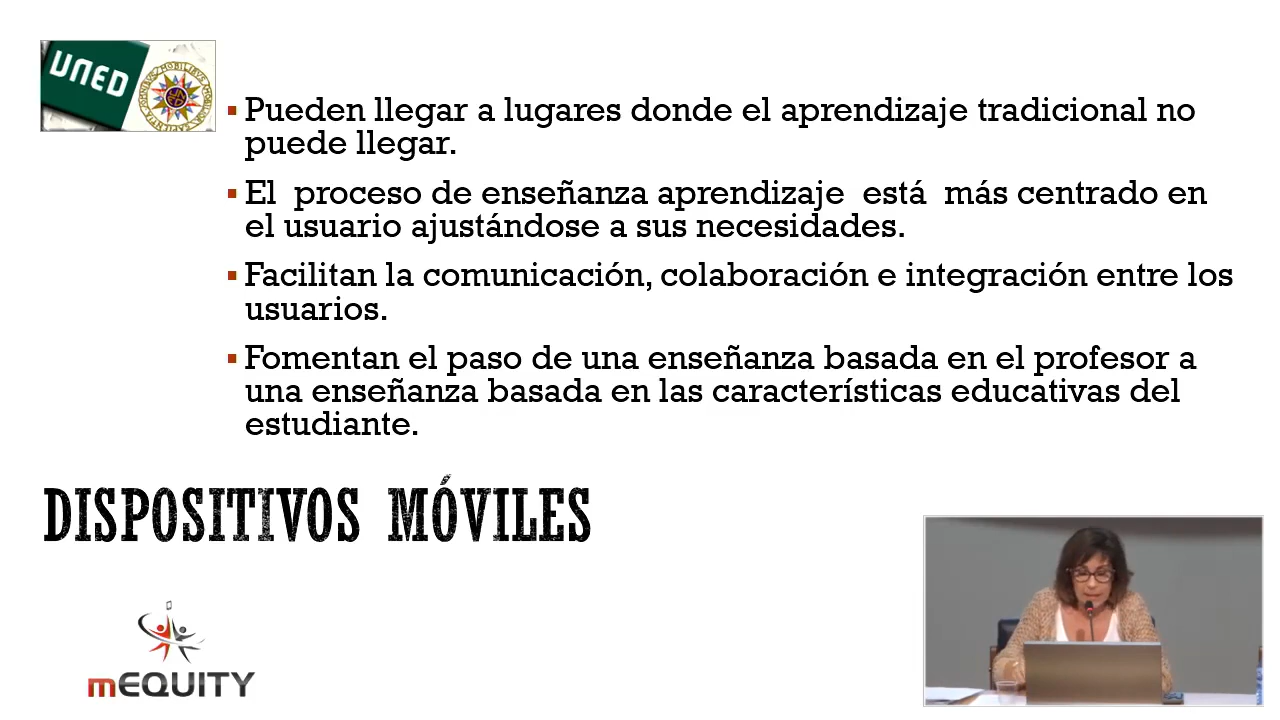 UNED
Pueden llegar a lugares donde el aprendizaje tradicional no
puede llegar.
El proceso de enseñanza aprendizaje está más centrado en
el usuario ajustándose a sus necesidades.
Facilitan la comunicación, colaboración e integración entre los
usuarios.
Fomentan el paso de una enseñanza basada en el profesor a
una enseñanza basada en las características educativas del
estudiante.
DISPOSITIVOS MÓVILES
mEQUITY